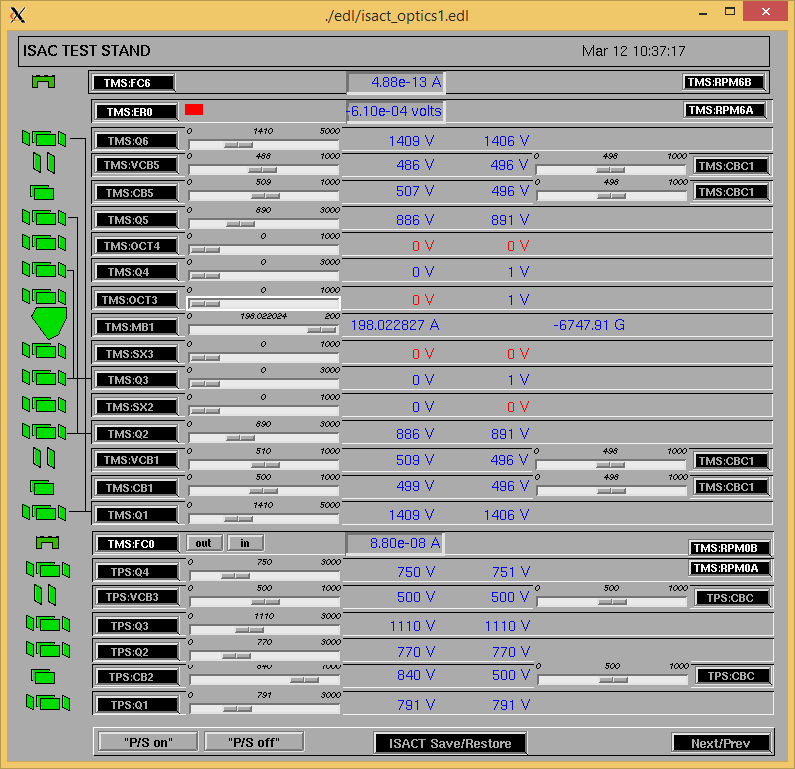 ./edl/isact_optics1.edl
ISAC TEST STAND Mar 12 10:37:17
TMS:FC6 4.88e-13 A TMS:RPM6B
TMS:ER0 -6.10e-04 volts TMS:RPM6A
0 1410 5000
TMS:Q6 1409 V 1406 V
0 488 1000 0 498 1000
TMS:VCB5 486 V 496 V TMS:CBC1
0 509 1000 0 498 1000
TMS:CB5 507 V 496 V TMS:CBC1
0 890 3000
TMS:Q5 886 V 891 V
0 0 1000
TMS:OCT4 0 V 0 V
0 0 3000
TMS:Q4 0 V 1 V
0 0 1000
TMS:OCT3 0 V 1 V
0 198.022024 200
TMS:MB1 198.022827 A -6747.91 G
0 0 1000
TMS:SX3 0 V 0 V
0 0 3000
TMS:Q3 0 V 1 V
0 0 1000
TMS:SX2 0 V 0 V
0 890 3000
TMS:Q2 886 V 891 V
0 510 1000 0 498 1000
TMS:VCB1 509 V 496 V TMS:CBC1
0 500 1000 0 498 1000
TMS:CB1 499 V 496 V TMS:CBC1
0 1410 5000
TMS:Q1 1409 V 1406 V
TMS:FC0 out in 8.80e-08 A TMS:RPM0B
0 750 3000 TMS:RPM0A
TPS:Q4 750 V 751 V
0 500 1000 0 500 1000
TPS:VCB3 500 V 500 V TPS:CBC
0 1110 3000
TPS:Q3 1110 V 1110 V
0 770 3000
TPS:Q2 770 V 770 V
0 840 1000 0 500 1000
TPS:CB2 840 V 500 V TPS:CBC
0 791 3000
TPS:Q1 791 V 791 V
"P/S on" "P/S off" ISACT Save/Restore Next/Prev